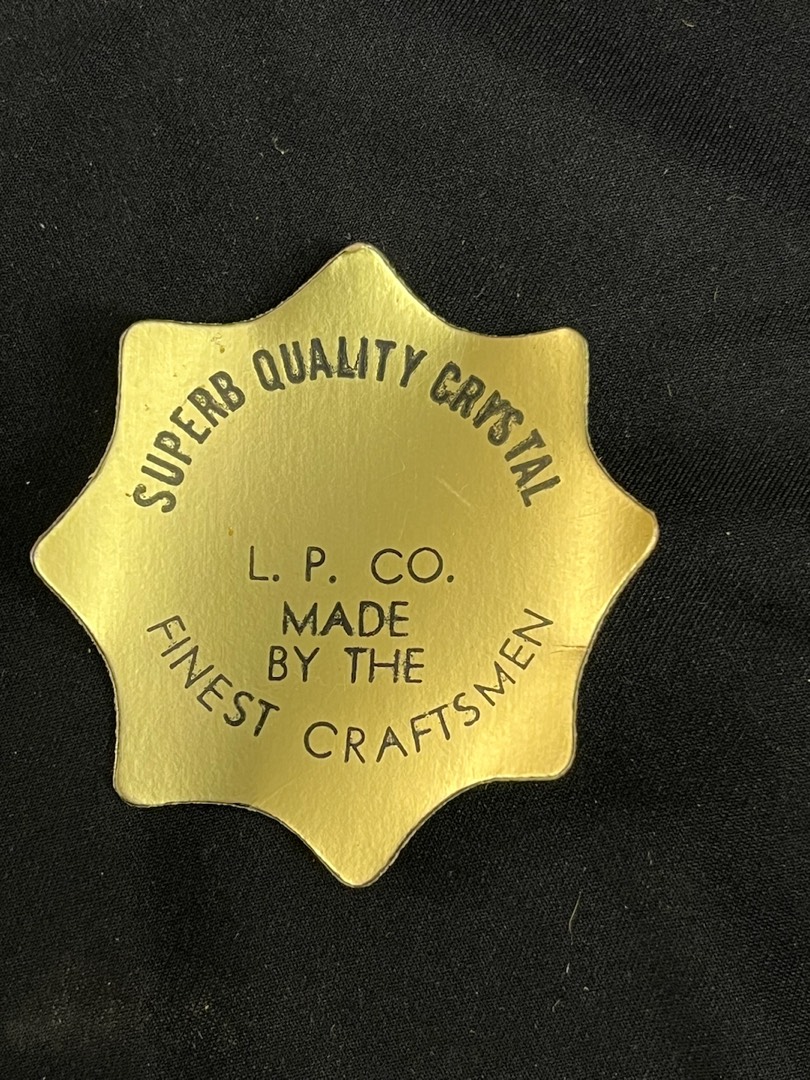 SUPERB QUALITY CRYSTAL
L. P. CO.
MADE
BY THE
FINEST CRAFTSMEN